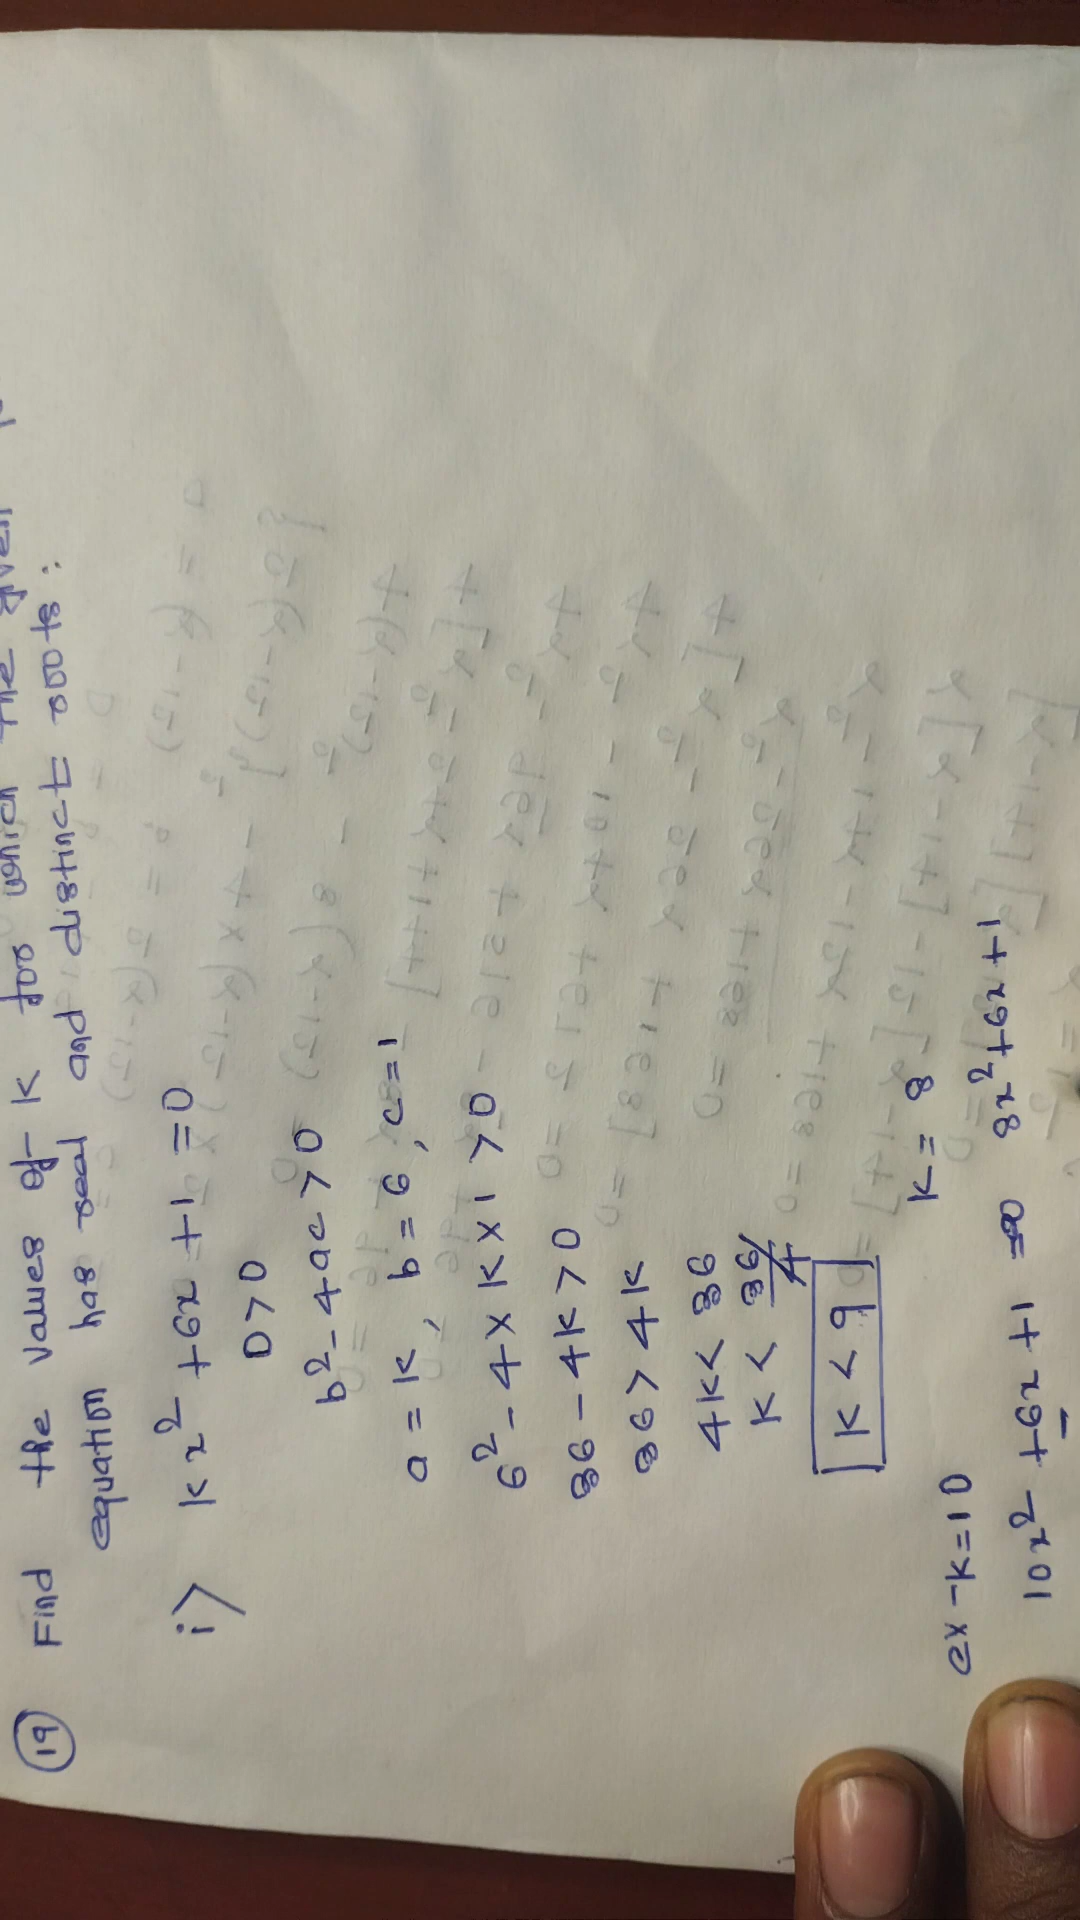 (19) Find the values of K for which the given
equation has real and distinct roots:
i) Kx² + 6x + 1 = 0
D > 0
b² - 4ac > 0
a = K, b = 6, c = 1
6² - 4 × K × 1 > 0
36 - 4K > 0
36 > 4K
4K < 36
K < 36/4
K < 9
ex - K = 10 K = 8
10x² + 6x + 1 = 0 8x² + 6x + 1